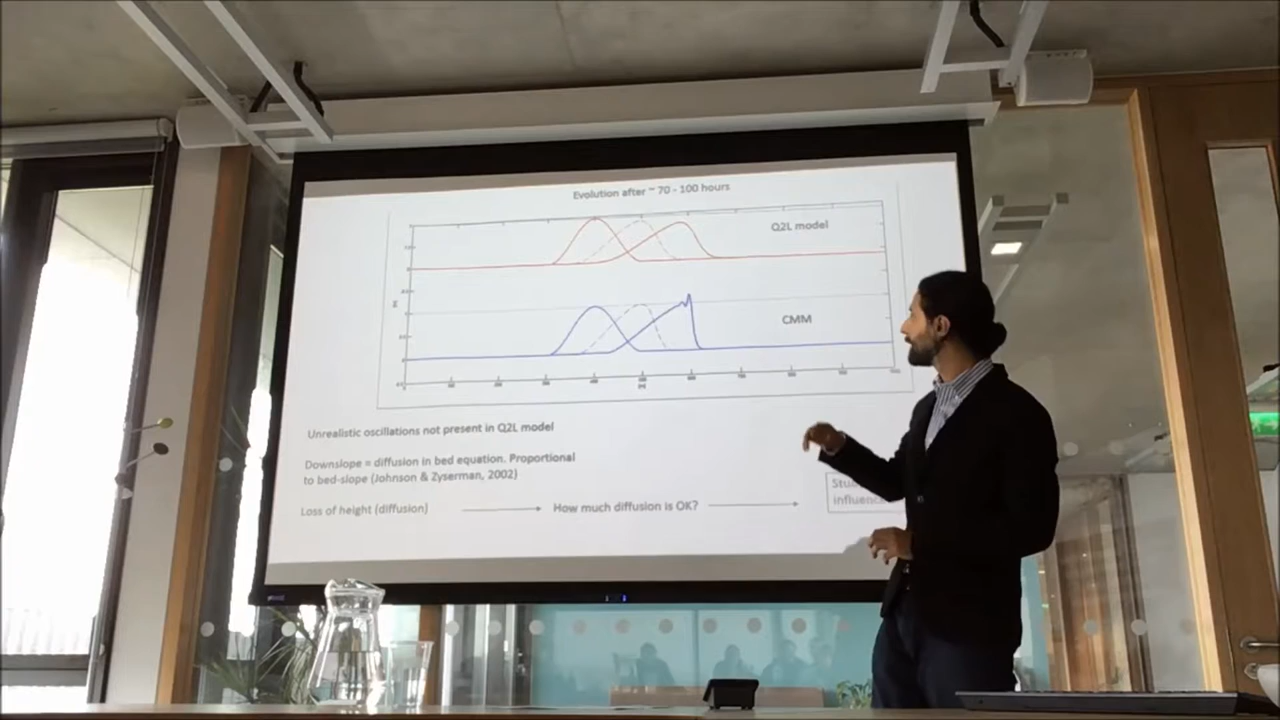 Evolution after ~ 70 - 100 hours
Q2L model
CMM
Unrealistic oscillations not present in Q2L model
Downslope = diffusion in bed equation. Proportional
to bed-slope (Johnson & Zyserman, 2002)
Loss of height (diffusion)
How much diffusion is OK?